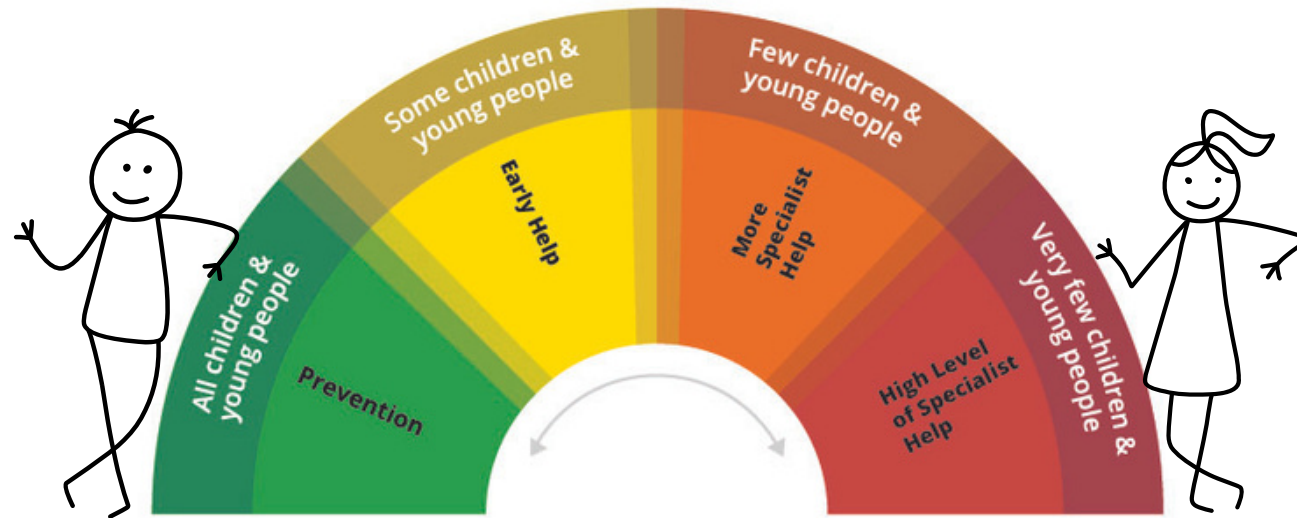 All children &
young people
Prevention
Some children &
young people
Early Help
Few children &
young people
More
Specialist
Help
Very few children &
young people
High Level
of Specialist
Help